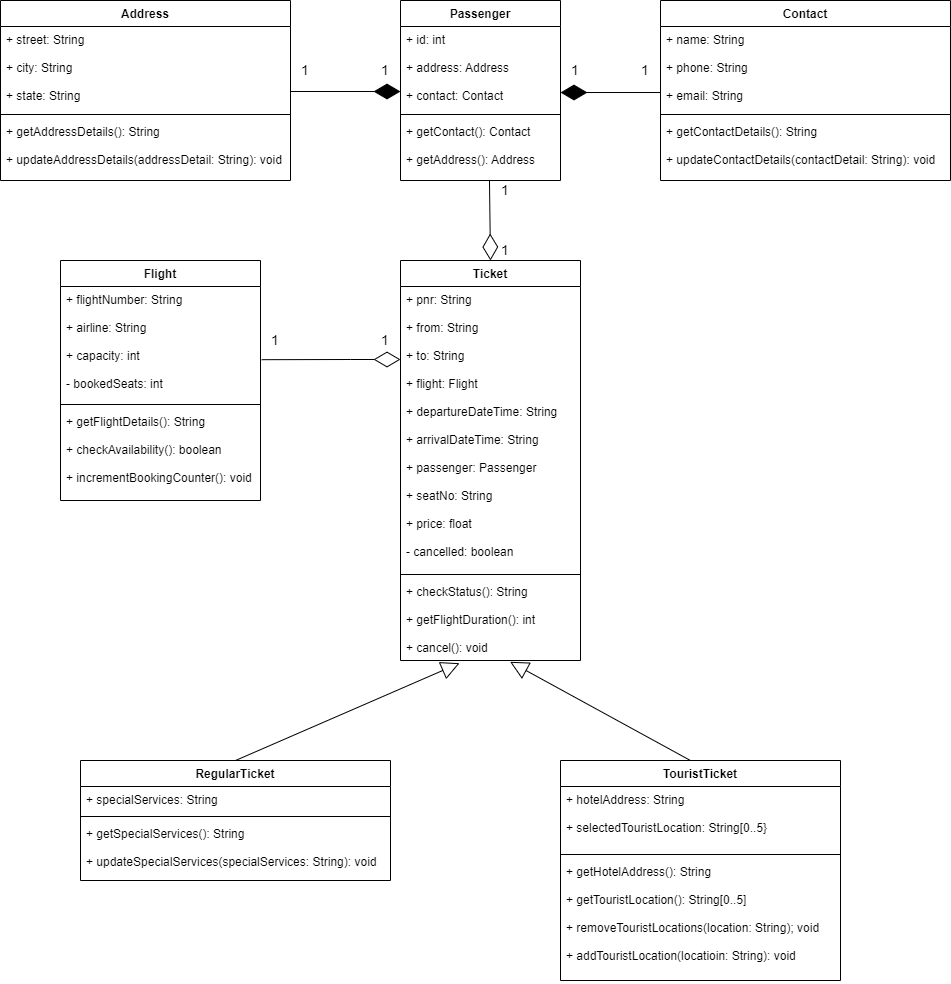 Address
+ street: String
+ city: String
+ state: String
+ getAddressDetails(): String
+ updateAddressDetails(addressDetail: String): void
1
1
Passenger
+ id: int
+ address: Address
+ contact: Contact
+ getContact(): Contact
+ getAddress(): Address
1
1
Contact
+ name: String
+ phone: String
+ email: String
+ getContactDetails(): String
+ updateContactDetails(contactDetail: String): void
1
1
Flight
+ flightNumber: String
+ airline: String
+ capacity: int
- bookedSeats: int
+ getFlightDetails(): String
+ checkAvailability(): boolean
+ incrementBookingCounter(): void
1
1
Ticket
+ pnr: String
+ from: String
+ to: String
+ flight: Flight
+ departureDateTime: String
+ arrivalDateTime: String
+ passenger: Passenger
+ seatNo: String
+ price: float
- cancelled: boolean
+ checkStatus(): String
+ getFlightDuration(): int
+ cancel(): void
RegularTicket
+ specialServices: String
+ getSpecialServices(): String
+ updateSpecialServices(specialServices: String): void
TouristTicket
+ hotelAddress: String
+ selectedTouristLocation: String[0..5}
+ getHotelAddress(): String
+ getTouristLocation(): String[0..5]
+ removeTouristLocations(location: String); void
+ addTouristLocation(locatioin: String): void